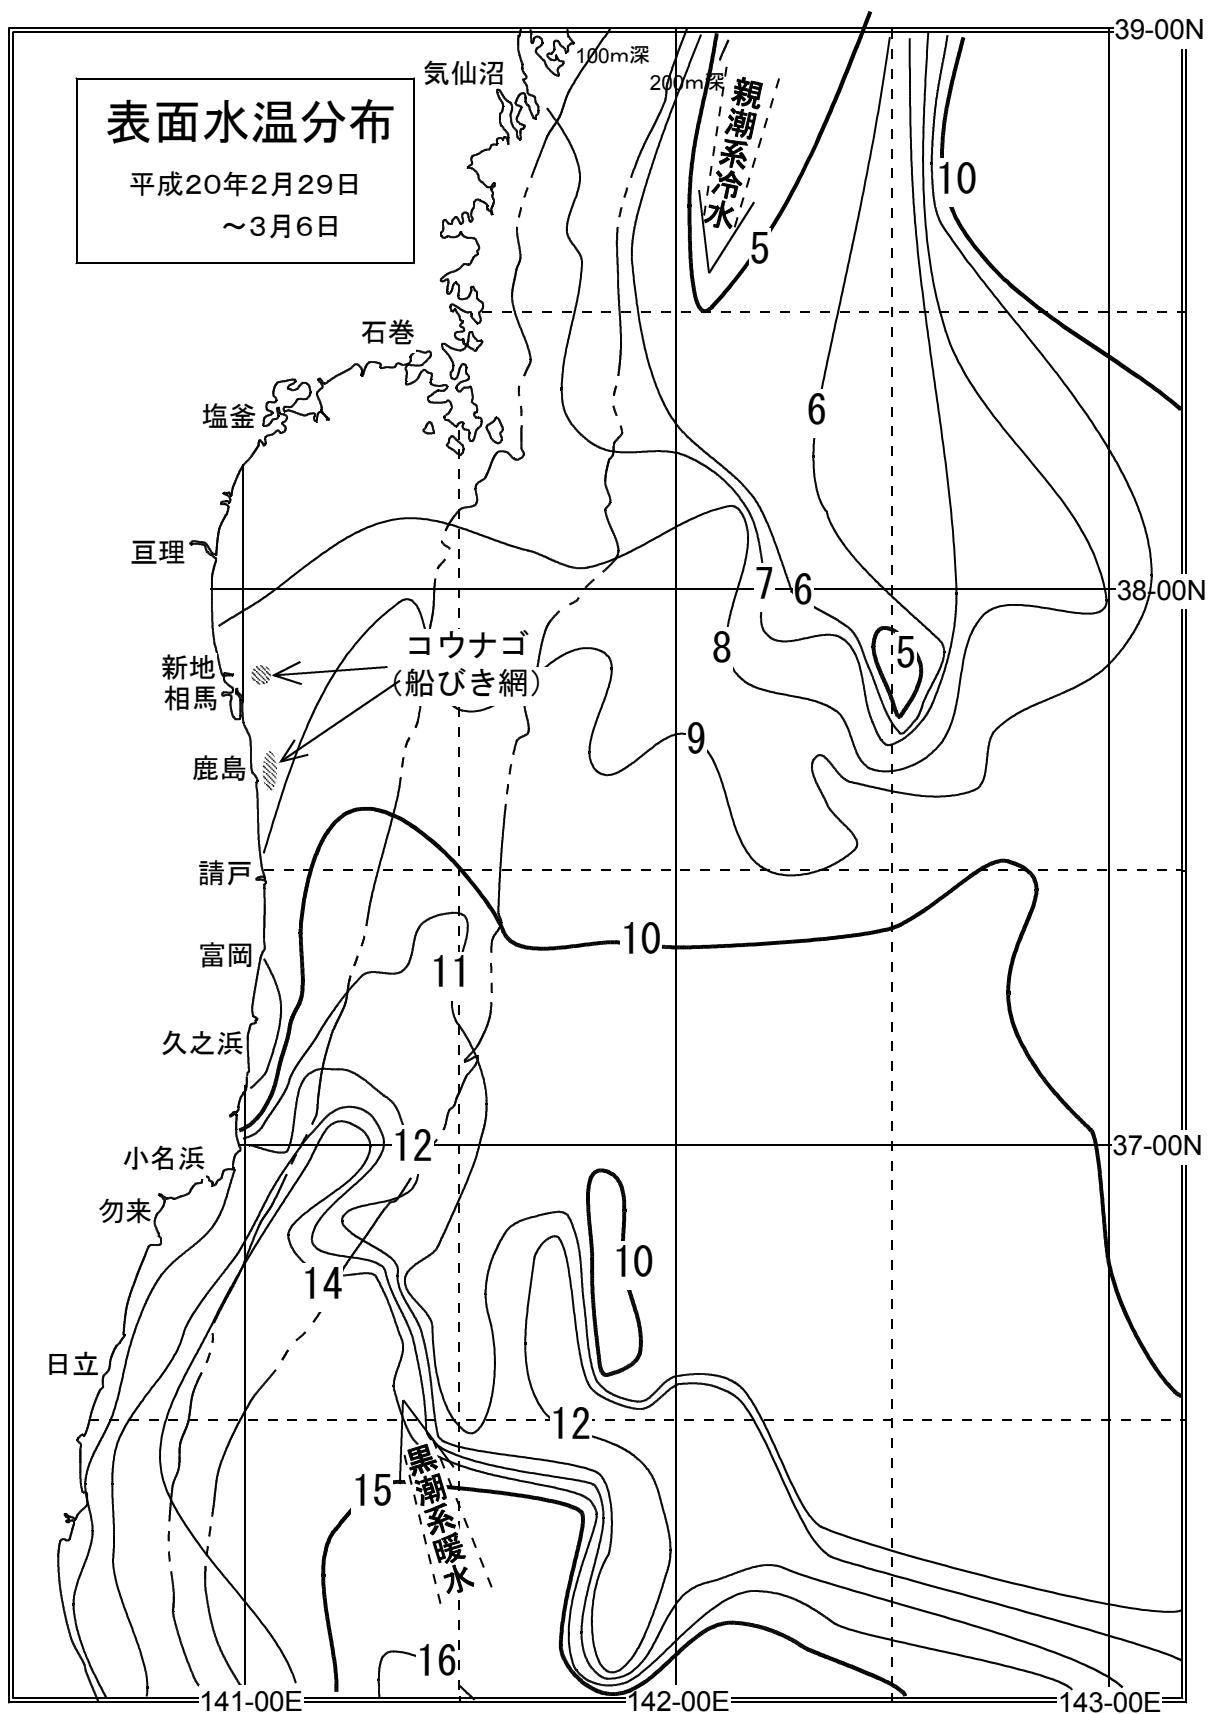 表面水温分布
平成20年2月29日
～3月6日
39-00N
気仙沼
100m深
200m深
親潮系冷水
10
5
石巻
6
塩釜
亘理
7
6
38-00N
コウナゴ
(船びき網)
8
5
新地
相馬
9
鹿島
請戸
10
富岡
11
久之浜
12
37-00N
小名浜
勿来
10
14
日立
12
15
黒潮系暖水
16
141-00E
142-00E
143-00E